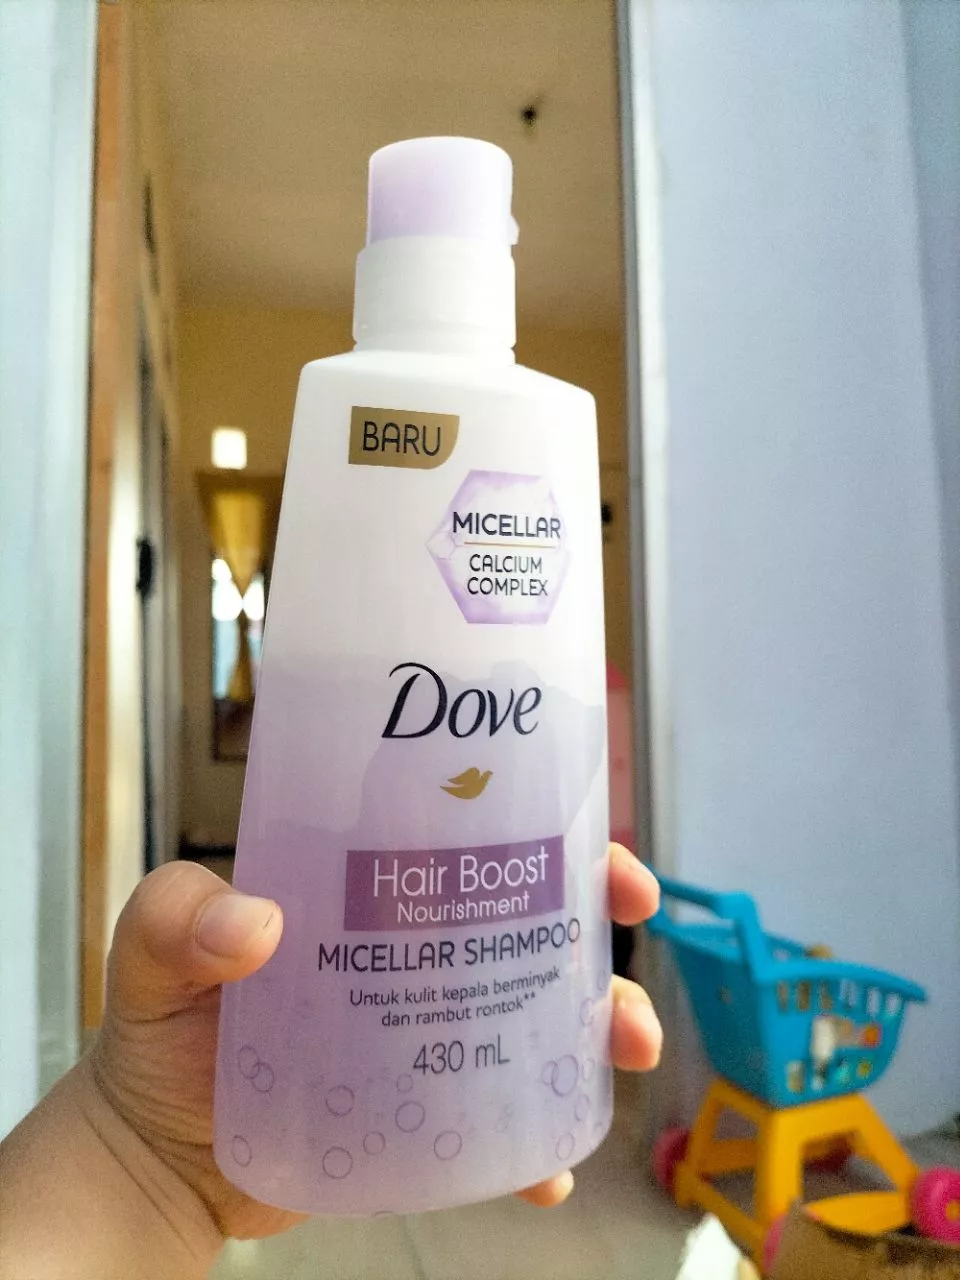 BARU
MICELLAR
CALCIUM
COMPLEX
Dove
Hair Boost
Nourishment
MICELLAR SHAMPOO
Untuk kulit kepala berminyak
dan rambut rontok**
430 mL